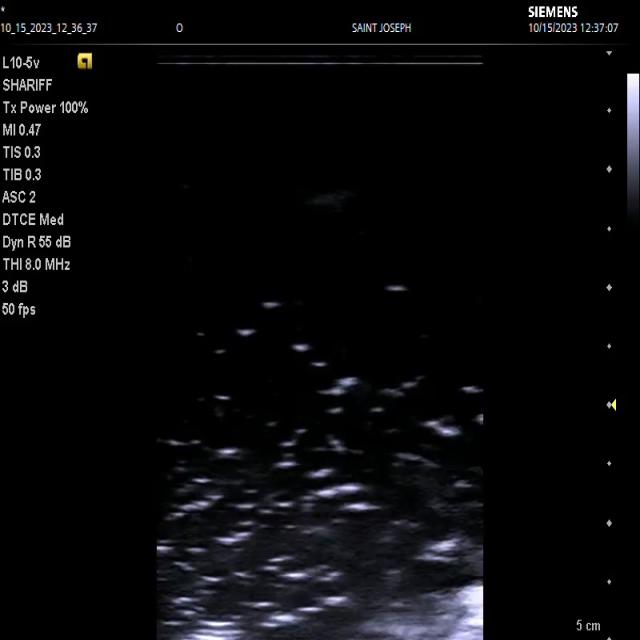 *
SIEMENS
10_15_2023_12_36_37 O SAINT JOSEPH 10/15/2023 12:37:07
L10-5v
SHARIFF
Tx Power 100%
MI 0.47
TIS 0.3
TIB 0.3
ASC 2
DTCE Med
Dyn R 55 dB
THI 8.0 MHz
3 dB
50 fps
5 cm